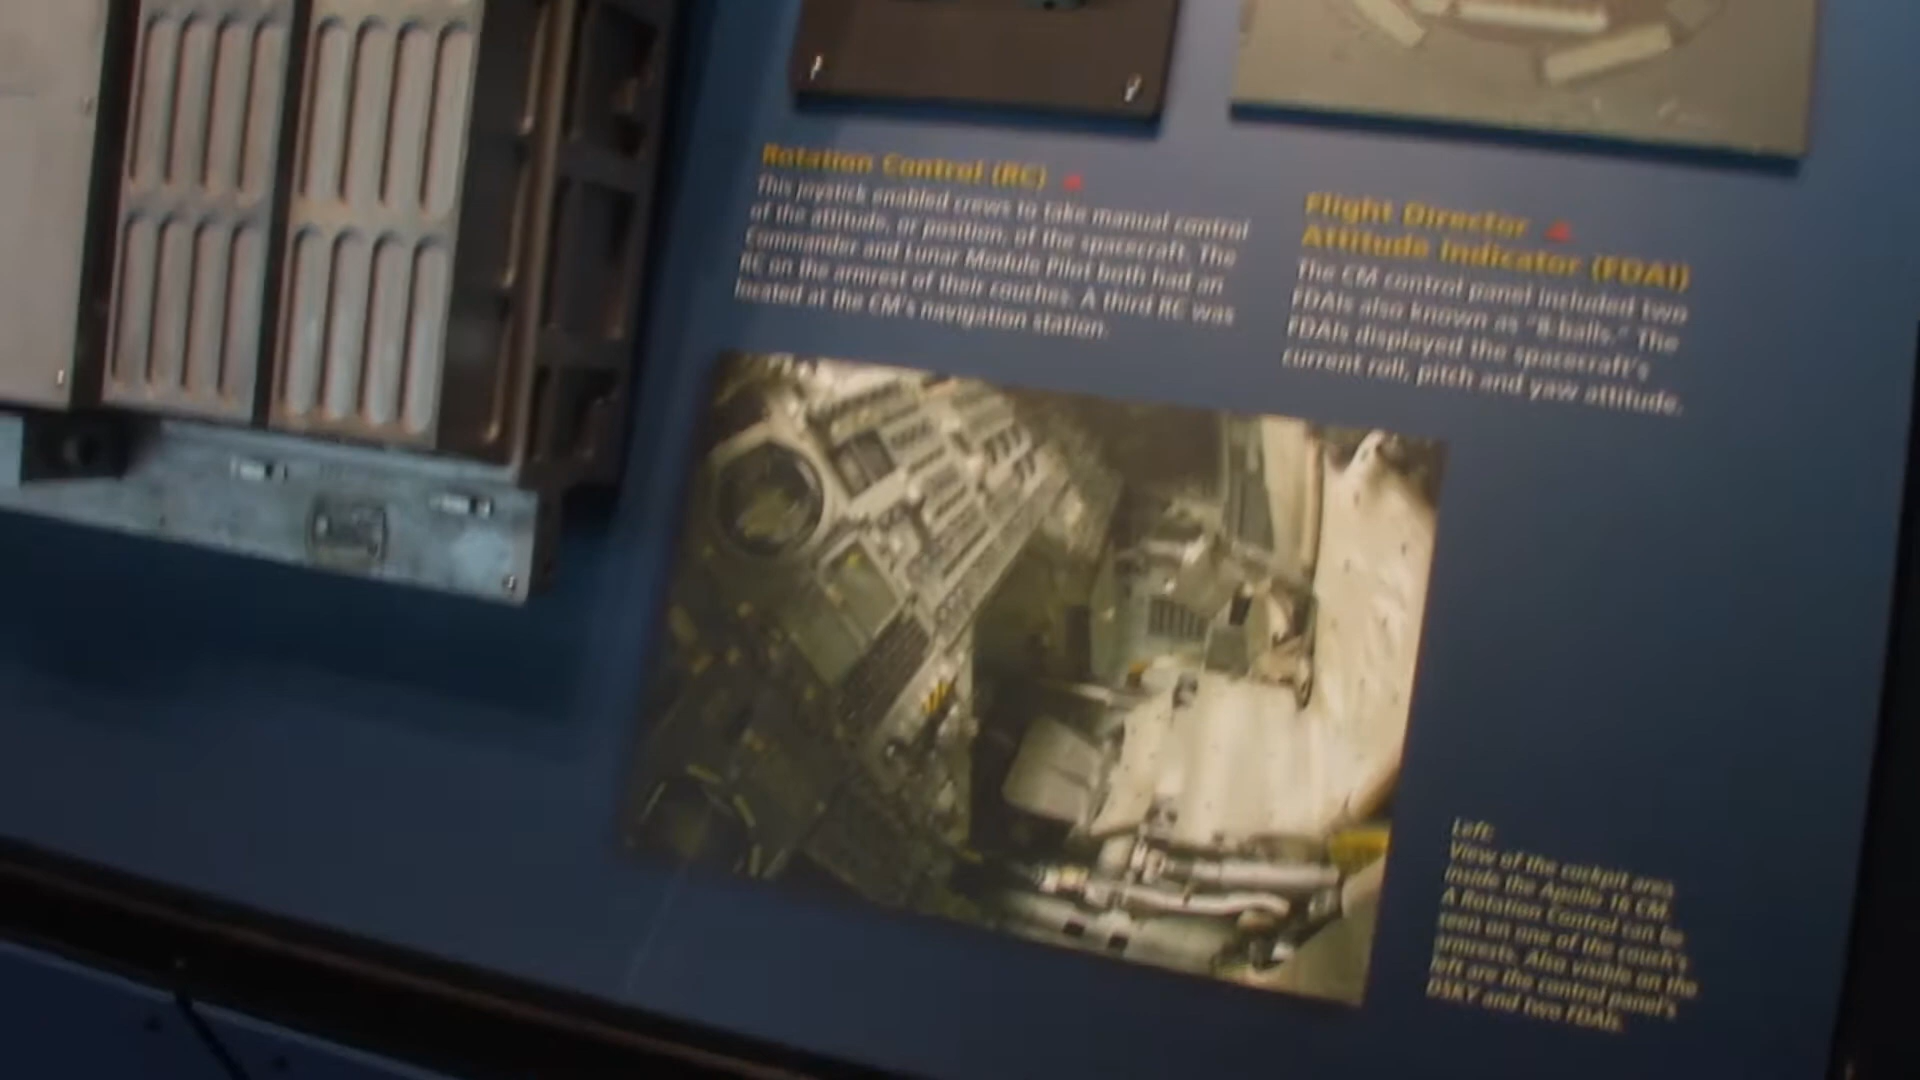 Rotation Control (RC)
This joystick enabled crews to take manual control
of the attitude, or position, of the spacecraft. The
Commander and Lunar Module Pilot both had an
RC on the armrest of their couches. A third RC was
located at the CM's navigation station.
Flight Director
Attitude Indicator (FDAI)
The CM control panel included two
FDAIs also known as "8-balls." The
FDAIs displayed the spacecraft's
current roll, pitch and yaw attitude.
Left:
View of the cockpit area
inside the Apollo 16 CM.
A Rotation Control can be
seen on one of the couch's
armrests. Also visible on the
left are the control panel's
DSKY and two FDAIs.